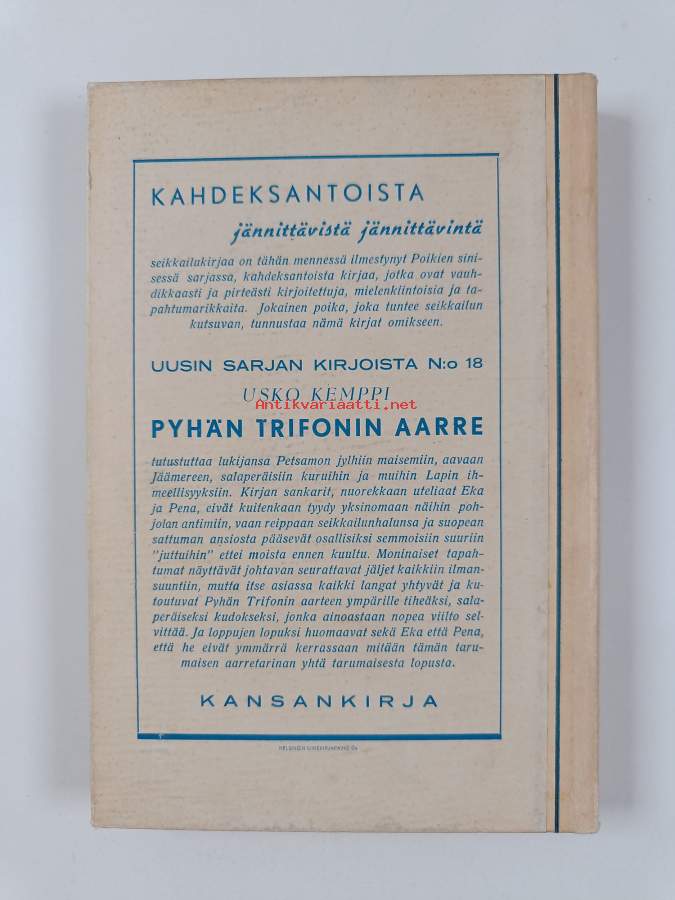 KAHDEKSANTOISTA
jännittävistä jännittävintä
seikkailukirjaa on tähän mennessä ilmestynyt Poikien sini-
sessä sarjassa, kahdeksantoista kirjaa, jotka ovat vauh-
dikkaasti ja pirteästi kirjoitettuja, mielenkiintoisia ja ta-
pahtumarikkaita. Jokainen poika, joka tuntee seikkailun
kutsuvan, tunnustaa nämä kirjat omikseen.
UUSIN SARJAN KIRJOISTA N:o 18
USKO KEMPPI
Antikvariaatti.net
PYHÄN TRIFONIN AARRE
tutustuttaa lukijansa Petsamon jylhiin maisemiin, aavaan
Jäämereen, salaperäisiin kuruihin ja muihin Lapin ih-
meellisyyksiin. Kirjan sankarit, nuorekkaan uteliaat Eka
ja Pena, eivät kuitenkaan tyydy yksinomaan näihin poh-
jolan antimiin, vaan reippaan seikkailunhalunsa ja suopean
sattuman ansiosta pääsevät osallisiksi semmoisiin suuriin
"juttuihin" ettei moista ennen kuultu. Moninaiset tapah-
tumat näyttävät johtavan seurattavat jäljet kaikkiin ilman-
suuntiin, mutta itse asiassa kaikki langat yhtyvät ja ku-
toutuvat Pyhän Trifonin aarteen ympärille tiheäksi, sala-
peräiseksi kudokseksi, jonka ainoastaan nopea viilto sel-
vittää. Ja loppujen lopuksi huomaavat sekä Eka että Pena,
että he eivät ymmärrä kerrassaan mitään tämän taru-
maisen aarretarinan yhtä tarumaisesta lopusta.
KANSANKIRJA
HELSINGIN UUSI KIRJAPAINO Oy